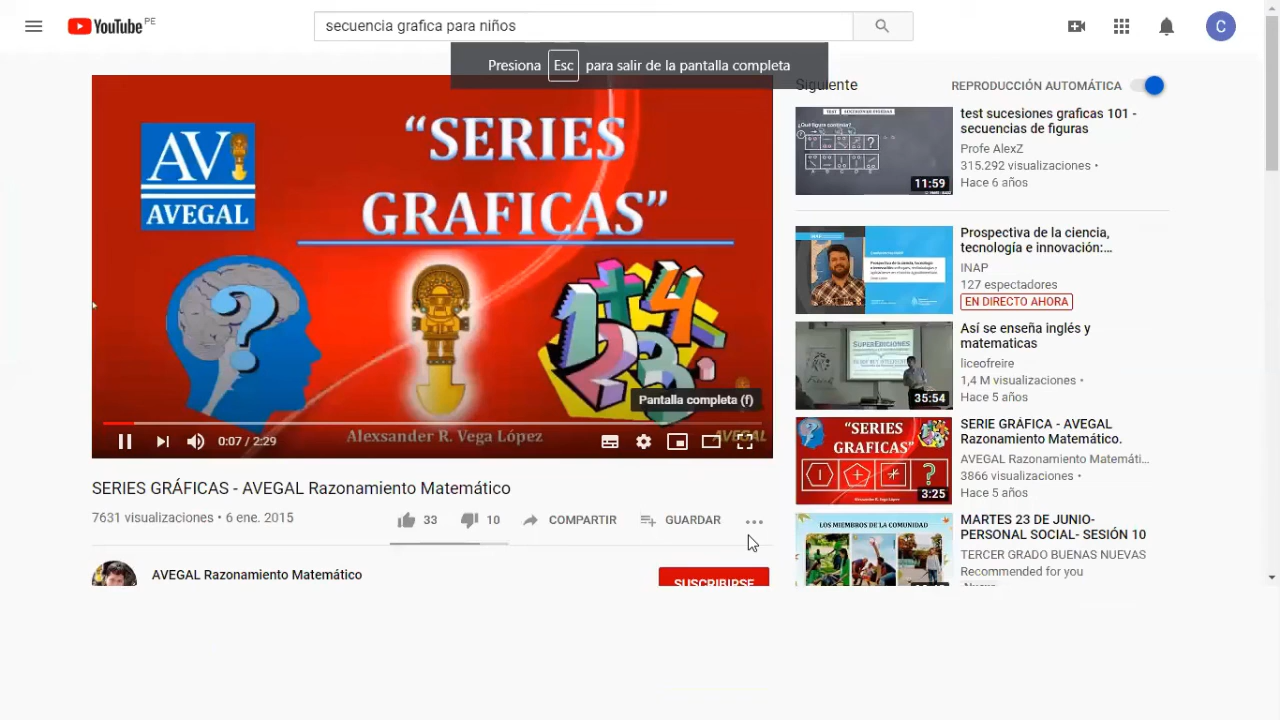 YouTube PE
secuencia grafica para niños
C
Presiona Esc para salir de la pantalla completa
AV
AVEGAL
“SERIES
GRAFICAS”
Pantalla completa (f)
0:07 / 2:29
Alexsander R. Vega López
AVEGAL
SERIES GRÁFICAS - AVEGAL Razonamiento Matemático
7631 visualizaciones • 6 ene. 2015
33
10
COMPARTIR
GUARDAR
AVEGAL Razonamiento Matemático
SUSCRIBIRSE
Siguiente
REPRODUCCIÓN AUTOMÁTICA
11:59
test sucesiones graficas 101 -
secuencias de figuras
Profe AlexZ
315.292 visualizaciones •
Hace 6 años
Prospectiva de la ciencia,
tecnología e innovación:...
INAP
127 espectadores
EN DIRECTO AHORA
35:54
Así se enseña inglés y
matematicas
liceofreire
1,4 M visualizaciones •
Hace 5 años
“SERIES
GRAFICAS”
3:25
SERIE GRÁFICA - AVEGAL
Razonamiento Matemático.
AVEGAL Razonamiento Matemáti...
3866 visualizaciones •
Hace 5 años
LOS MIEMBROS DE LA COMUNIDAD
MARTES 23 DE JUNIO-
PERSONAL SOCIAL- SESIÓN 10
TERCER GRADO BUENAS NUEVAS
Recommended for you
Nuevo